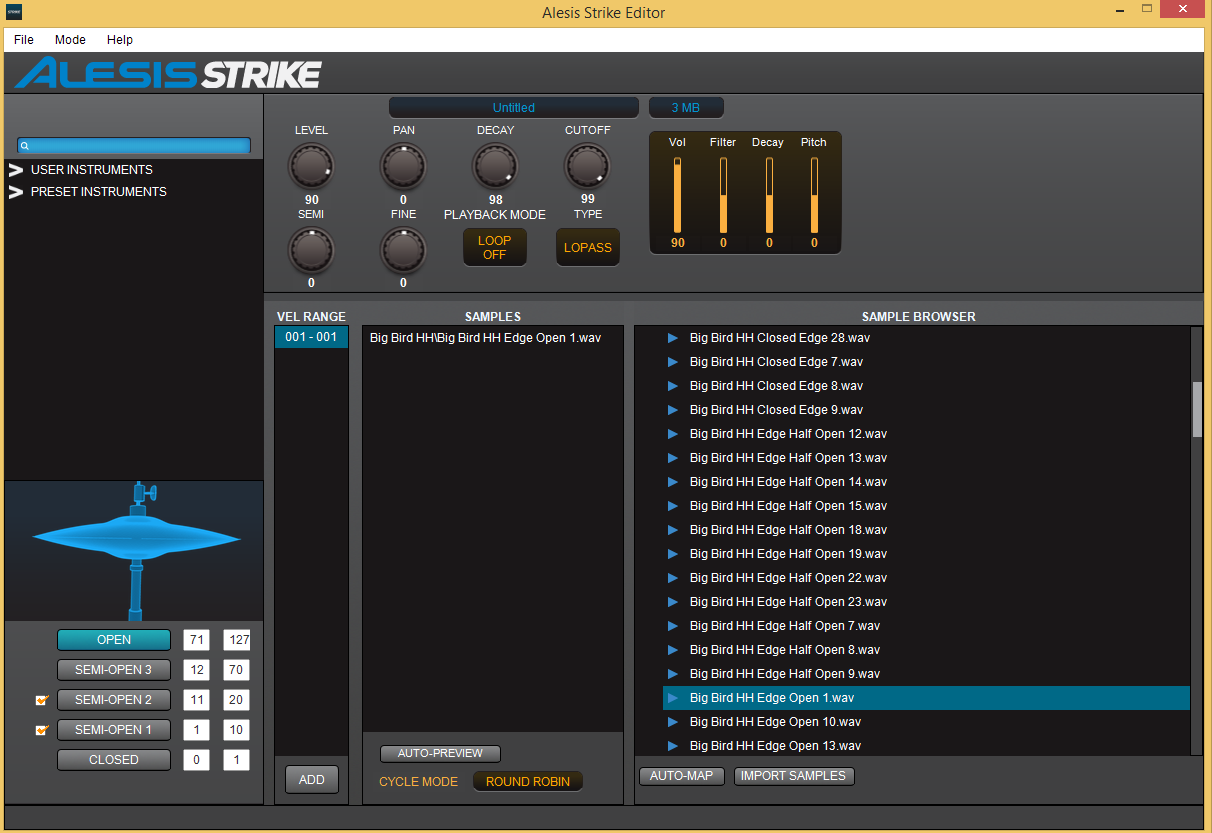 Alesis Strike Editor
File Mode Help
ALESIS STRIKE
Untitled 3 MB
LEVEL PAN DECAY CUTOFF
90 0 98 99
SEMI FINE PLAYBACK MODE TYPE
LOOP OFF LOPASS
0 0
Vol Filter Decay Pitch
90 0 0 0
USER INSTRUMENTS
PRESET INSTRUMENTS
OPEN 71 127
SEMI-OPEN 3 12 70
SEMI-OPEN 2 11 20
SEMI-OPEN 1 1 10
CLOSED 0 1
VEL RANGE
001 - 001
ADD
SAMPLES
Big Bird HH\Big Bird HH Edge Open 1.wav
AUTO-PREVIEW
CYCLE MODE ROUND ROBIN
SAMPLE BROWSER
Big Bird HH Closed Edge 28.wav
Big Bird HH Closed Edge 7.wav
Big Bird HH Closed Edge 8.wav
Big Bird HH Closed Edge 9.wav
Big Bird HH Edge Half Open 12.wav
Big Bird HH Edge Half Open 13.wav
Big Bird HH Edge Half Open 14.wav
Big Bird HH Edge Half Open 15.wav
Big Bird HH Edge Half Open 18.wav
Big Bird HH Edge Half Open 19.wav
Big Bird HH Edge Half Open 22.wav
Big Bird HH Edge Half Open 23.wav
Big Bird HH Edge Half Open 7.wav
Big Bird HH Edge Half Open 8.wav
Big Bird HH Edge Half Open 9.wav
Big Bird HH Edge Open 1.wav
Big Bird HH Edge Open 10.wav
Big Bird HH Edge Open 13.wav
AUTO-MAP IMPORT SAMPLES